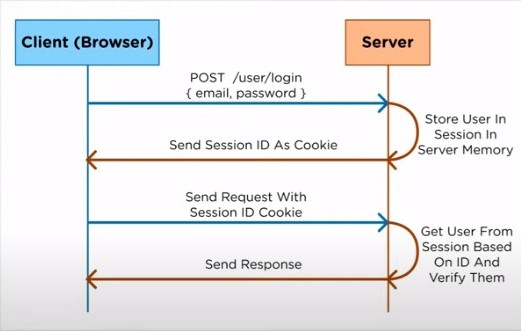 Client (Browser)
Server
POST /user/login
{ email, password }
Store User In
Session In
Server Memory
Send Session ID As Cookie
Send Request With
Session ID Cookie
Get User From
Session Based
On ID And
Verify Them
Send Response